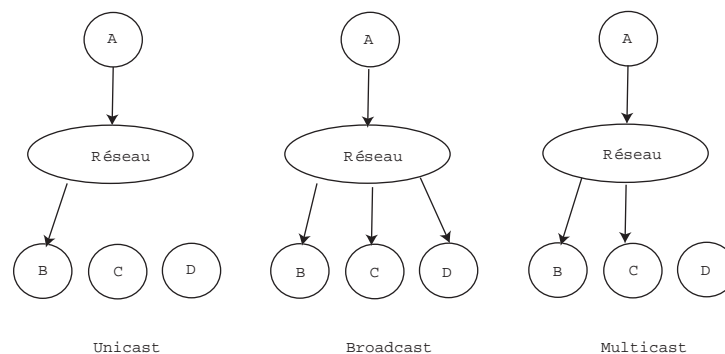 A A A
Réseau Réseau Réseau
B C D B C D B C D
Unicast Broadcast Multicast